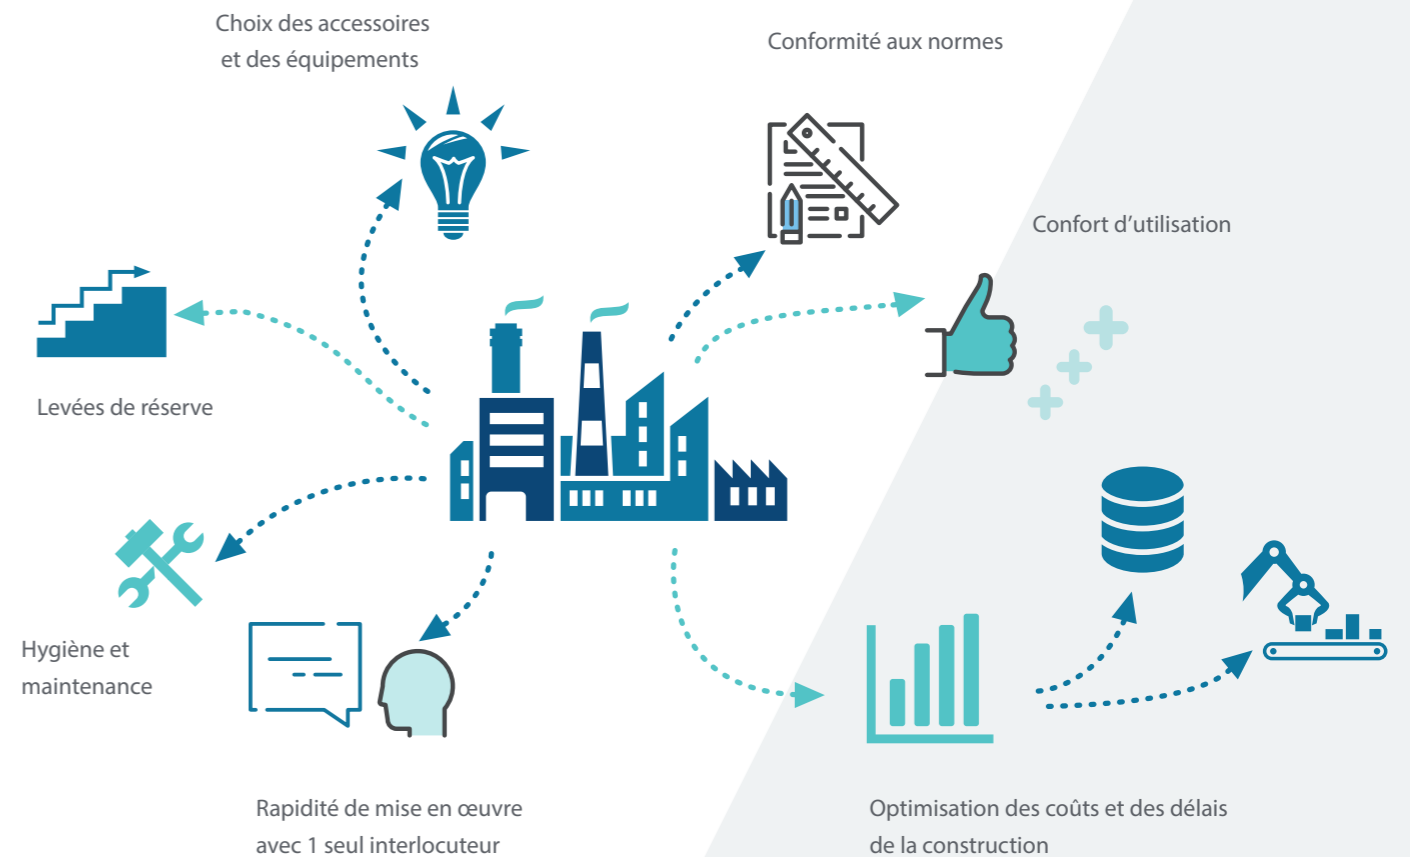 Choix des accessoires
et des équipements
Conformité aux normes
Confort d’utilisation
Levées de réserve
Hygiène et
maintenance
Rapidité de mise en œuvre
avec 1 seul interlocuteur
Optimisation des coûts et des délais
de la construction